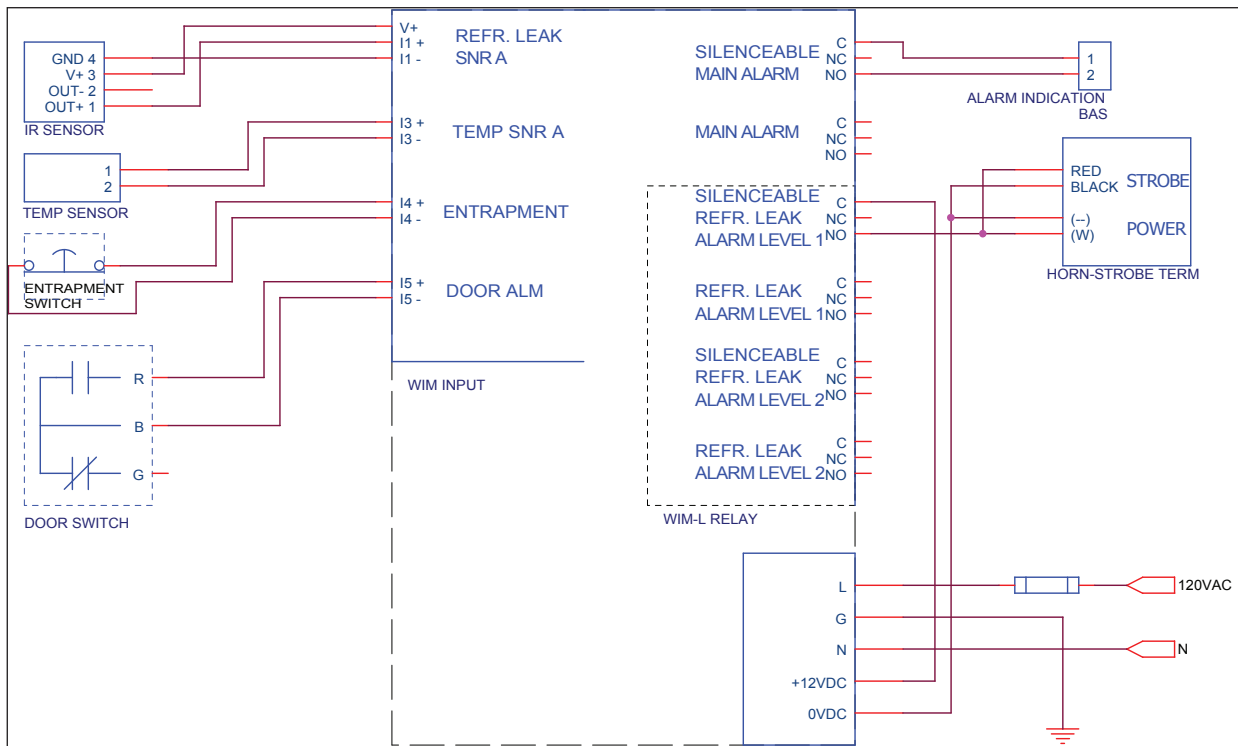 GND 4
V+ 3
OUT- 2
OUT+ 1
IR SENSOR
1
2
TEMP SENSOR
ENTRAPMENT
SWITCH
R
B
G
DOOR SWITCH
V+
I1 +
I1 -
REFR. LEAK
SNR A
I3 +
I3 -
TEMP SNR A
I4 +
I4 -
ENTRAPMENT
I5 +
I5 -
DOOR ALM
WIM INPUT
SILENCEABLE
MAIN ALARM
C
NC
NO
MAIN ALARM
C
NC
NO
SILENCEABLE
REFR. LEAK
ALARM LEVEL 1
C
NC
NO
REFR. LEAK
ALARM LEVEL 1
C
NC
NO
SILENCEABLE
REFR. LEAK
ALARM LEVEL 2
C
NC
NO
REFR. LEAK
ALARM LEVEL 2
C
NC
NO
WIM-L RELAY
1
2
ALARM INDICATION
BAS
RED
BLACK
STROBE
(--)
(W)
POWER
HORN-STROBE TERM
L
G
N
+12VDC
0VDC
120VAC
N